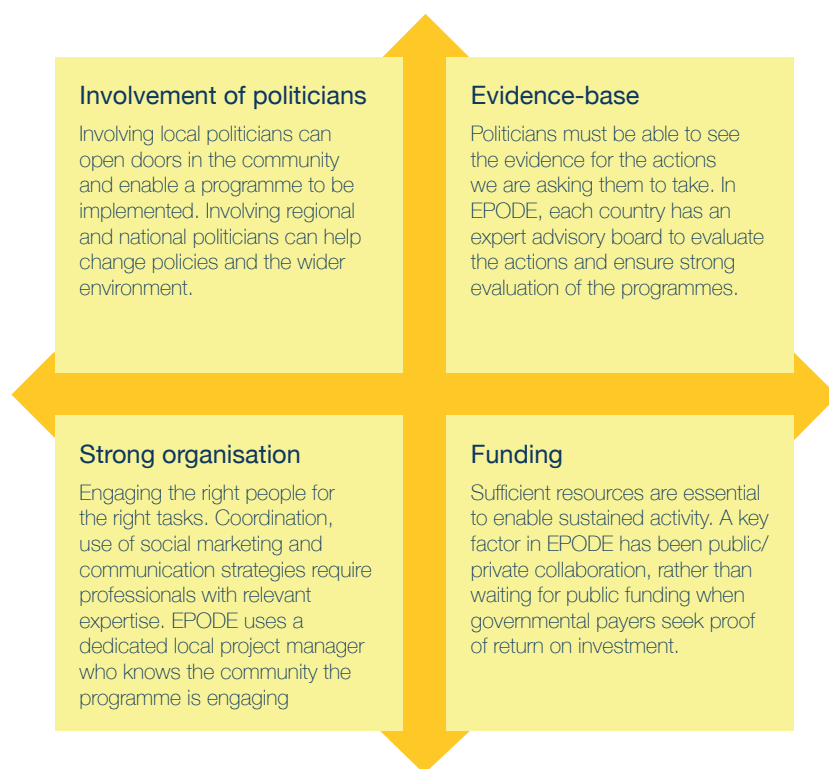 Involvement of politicians
Involving local politicians can
open doors in the community
and enable a programme to be
implemented. Involving regional
and national politicians can help
change policies and the wider
environment.
Evidence-base
Politicians must be able to see
the evidence for the actions
we are asking them to take. In
EPODE, each country has an
expert advisory board to evaluate
the actions and ensure strong
evaluation of the programmes.
Strong organisation
Engaging the right people for
the right tasks. Coordination,
use of social marketing and
communication strategies require
professionals with relevant
expertise. EPODE uses a
dedicated local project manager
who knows the community the
programme is engaging
Funding
Sufficient resources are essential
to enable sustained activity. A key
factor in EPODE has been public/
private collaboration, rather than
waiting for public funding when
governmental payers seek proof
of return on investment.